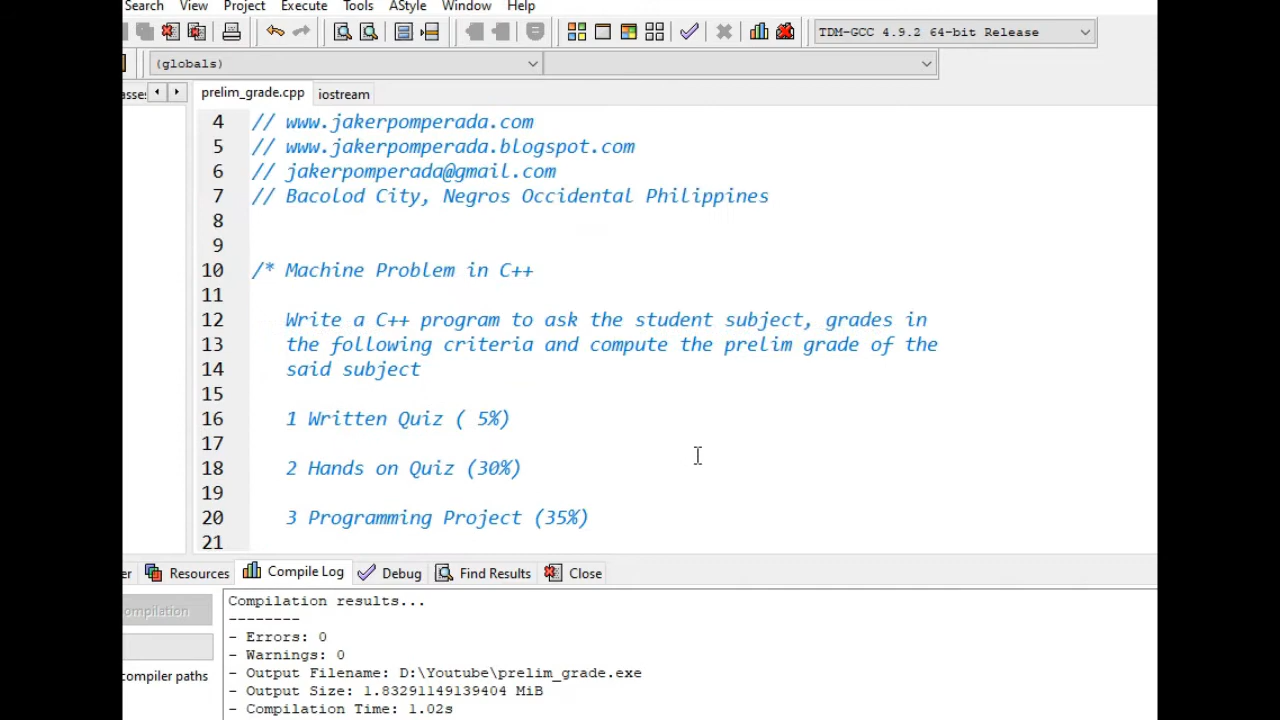 Search View Project Execute Tools AStyle Window Help
TDM-GCC 4.9.2 64-bit Release
(globals)
prelim_grade.cpp iostream
4 // www.jakerpomperada.com
5 // www.jakerpomperada.blogspot.com
6 // jakerpomperada@gmail.com
7 // Bacolod City, Negros Occidental Philippines
8
9
10 /* Machine Problem in C++
11
12 Write a C++ program to ask the student subject, grades in
13 the following criteria and compute the prelim grade of the
14 said subject
15
16 1 Written Quiz ( 5%)
17
18 2 Hands on Quiz (30%)
19
20 3 Programming Project (35%)
21
Resources Compile Log Debug Find Results Close
ompilation
compiler paths
Compilation results...
--------
- Errors: 0
- Warnings: 0
- Output Filename: D:\Youtube\prelim_grade.exe
- Output Size: 1.83291149139404 MiB
- Compilation Time: 1.02s